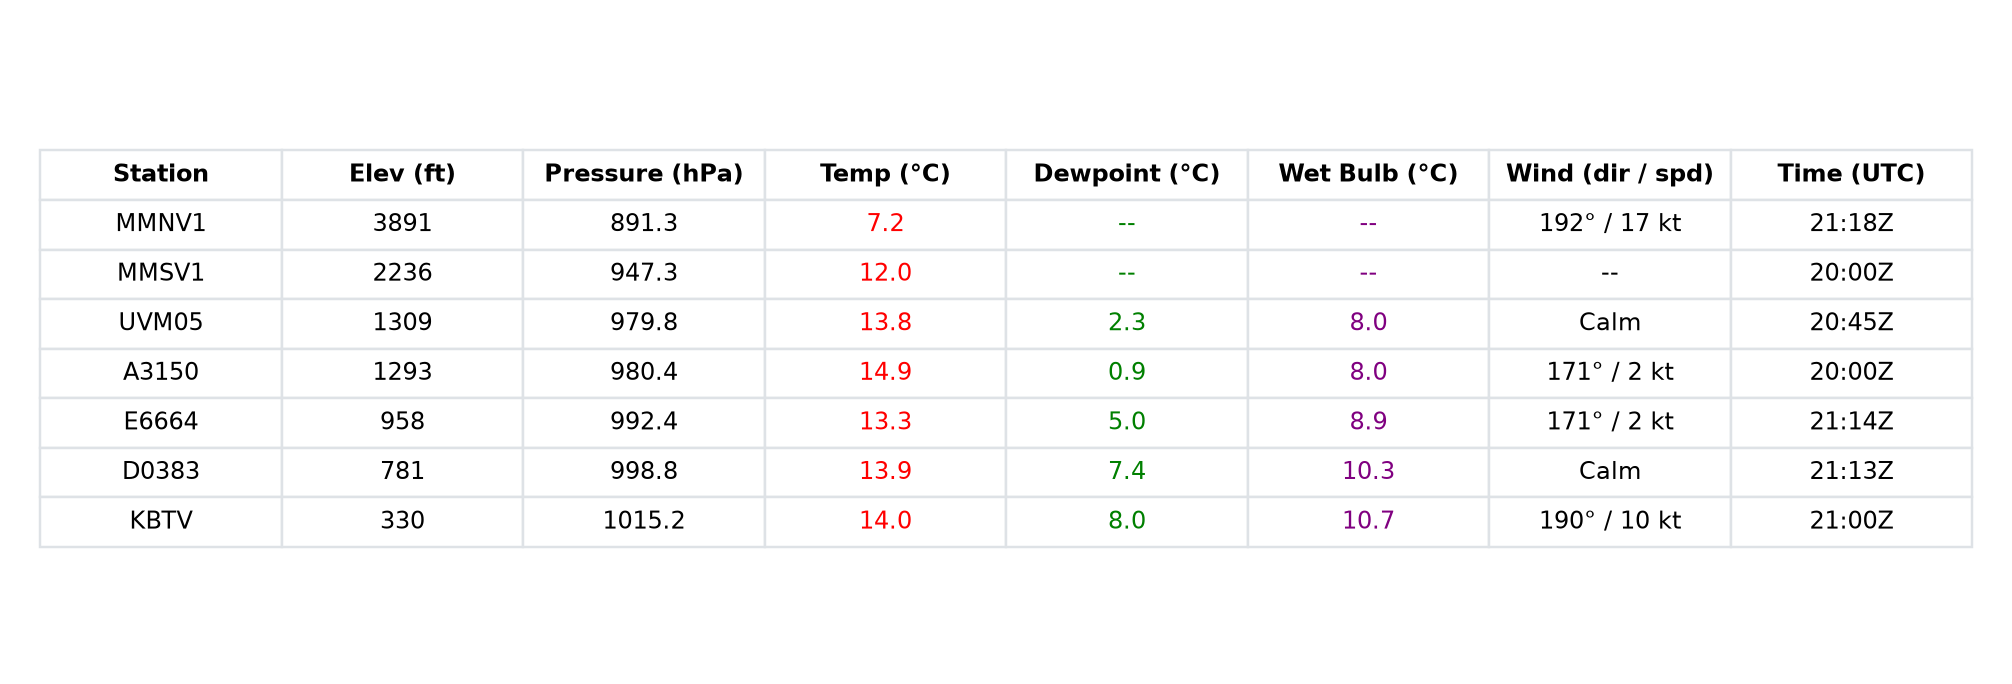 Station Elev (ft) Pressure (hPa) Temp (°C) Dewpoint (°C) Wet Bulb (°C) Wind (dir / spd) Time (UTC)
MMNV1 3891 891.3 7.2 -- -- 192° / 17 kt 21:18Z
MMSV1 2236 947.3 12.0 -- -- -- 20:00Z
UVM05 1309 979.8 13.8 2.3 8.0 Calm 20:45Z
A3150 1293 980.4 14.9 0.9 8.0 171° / 2 kt 20:00Z
E6664 958 992.4 13.3 5.0 8.9 171° / 2 kt 21:14Z
D0383 781 998.8 13.9 7.4 10.3 Calm 21:13Z
KBTV 330 1015.2 14.0 8.0 10.7 190° / 10 kt 21:00Z